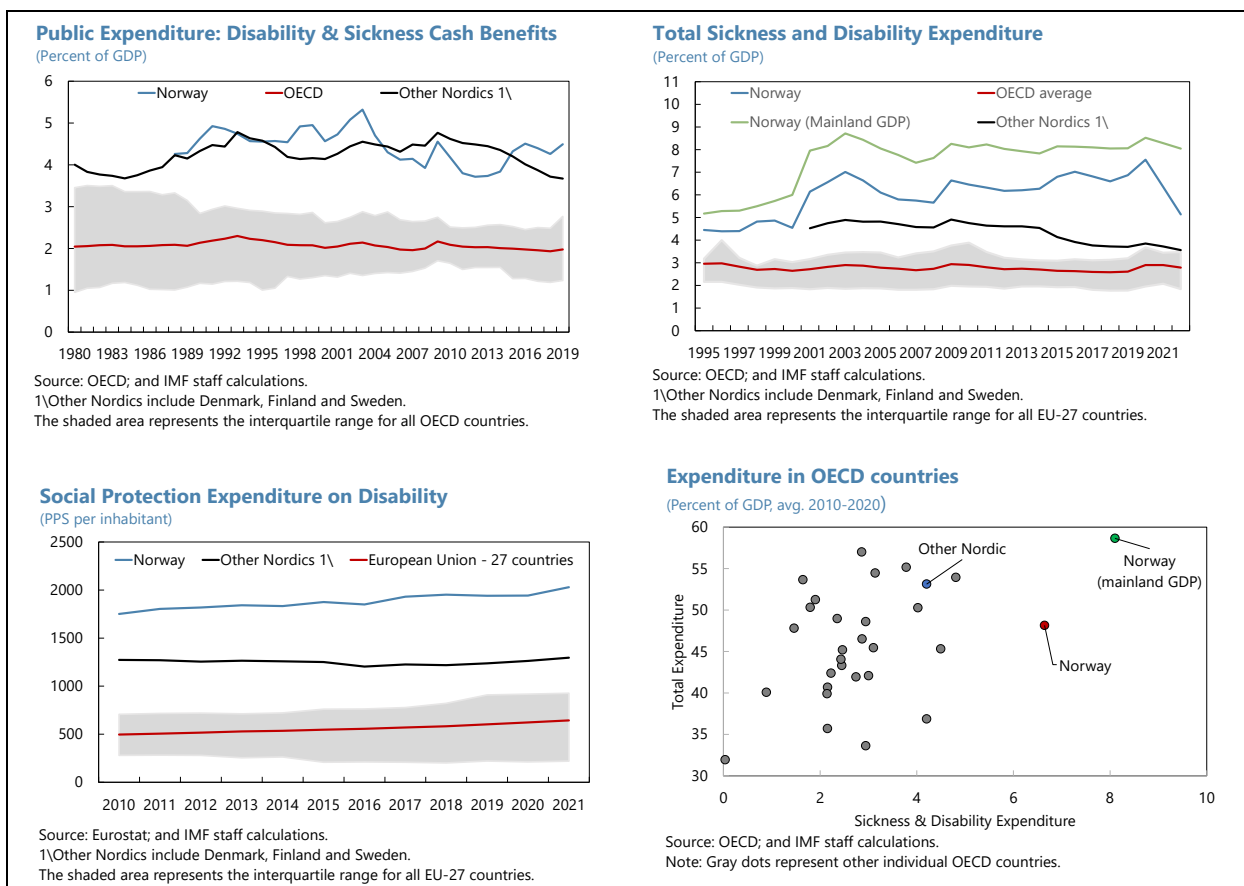 Public Expenditure: Disability & Sickness Cash Benefits
(Percent of GDP)
6
5
4
3
2
1
0
Norway
OECD
Other Nordics 1\
1980 1983 1986 1989 1992 1995 1998 2001 2004 2007 2010 2013 2016 2019
Source: OECD; and IMF staff calculations.
1\Other Nordics include Denmark, Finland and Sweden.
The shaded area represents the interquartile range for all OECD countries.
Total Sickness and Disability Expenditure
(Percent of GDP)
11
10
9
8
7
6
5
4
3
2
1
0
Norway
OECD average
Norway (Mainland GDP)
Other Nordics 1\
1995 1997 1999 2001 2003 2005 2007 2009 2011 2013 2015 2017 2019 2021
Source: OECD; and IMF staff calculations.
1\Other Nordics include Denmark, Finland and Sweden.
The shaded area represents the interquartile range for all EU-27 countries.
Social Protection Expenditure on Disability
(PPS per inhabitant)
2500
2000
1500
1000
500
0
Norway
Other Nordics 1\
European Union - 27 countries
2010 2011 2012 2013 2014 2015 2016 2017 2018 2019 2020 2021
Source: Eurostat; and IMF staff calculations.
1\Other Nordics include Denmark, Finland and Sweden.
The shaded area represents the interquartile range for all EU-27 countries.
Expenditure in OECD countries
(Percent of GDP, avg. 2010-2020)
Total Expenditure
60
55
50
45
40
35
30
Other Nordic
Norway
(mainland GDP)
Norway
0 2 4 6 8 10
Sickness & Disability Expenditure
Source: OECD; and IMF staff calculations.
Note: Gray dots represent other individual OECD countries.